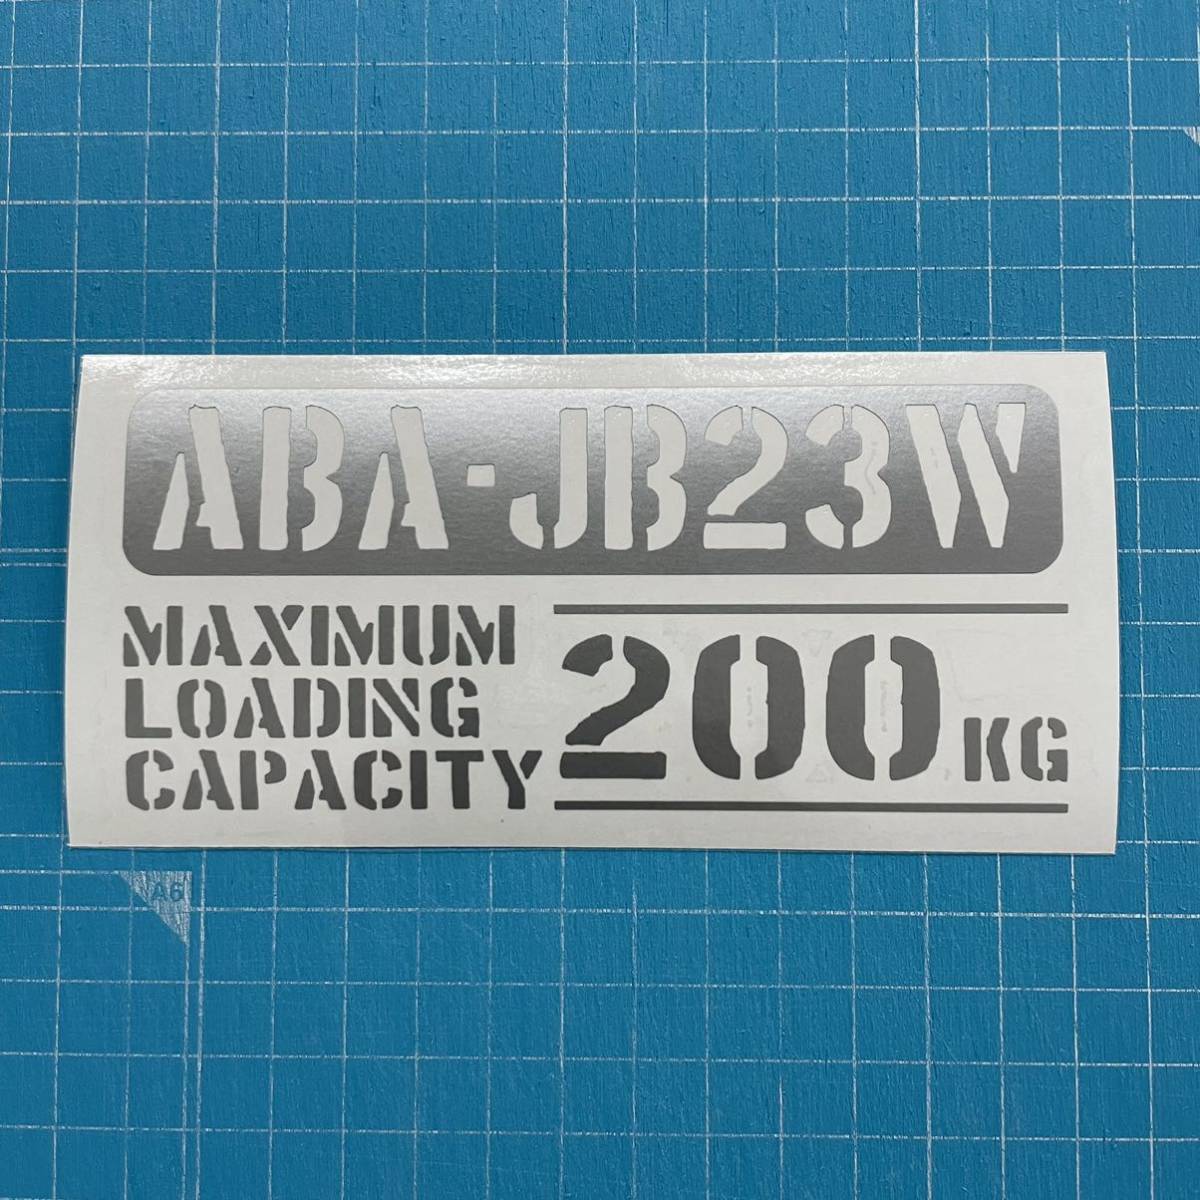 ABA-JB23W
MAXIMUM
LOADING
CAPACITY
200 KG
A6